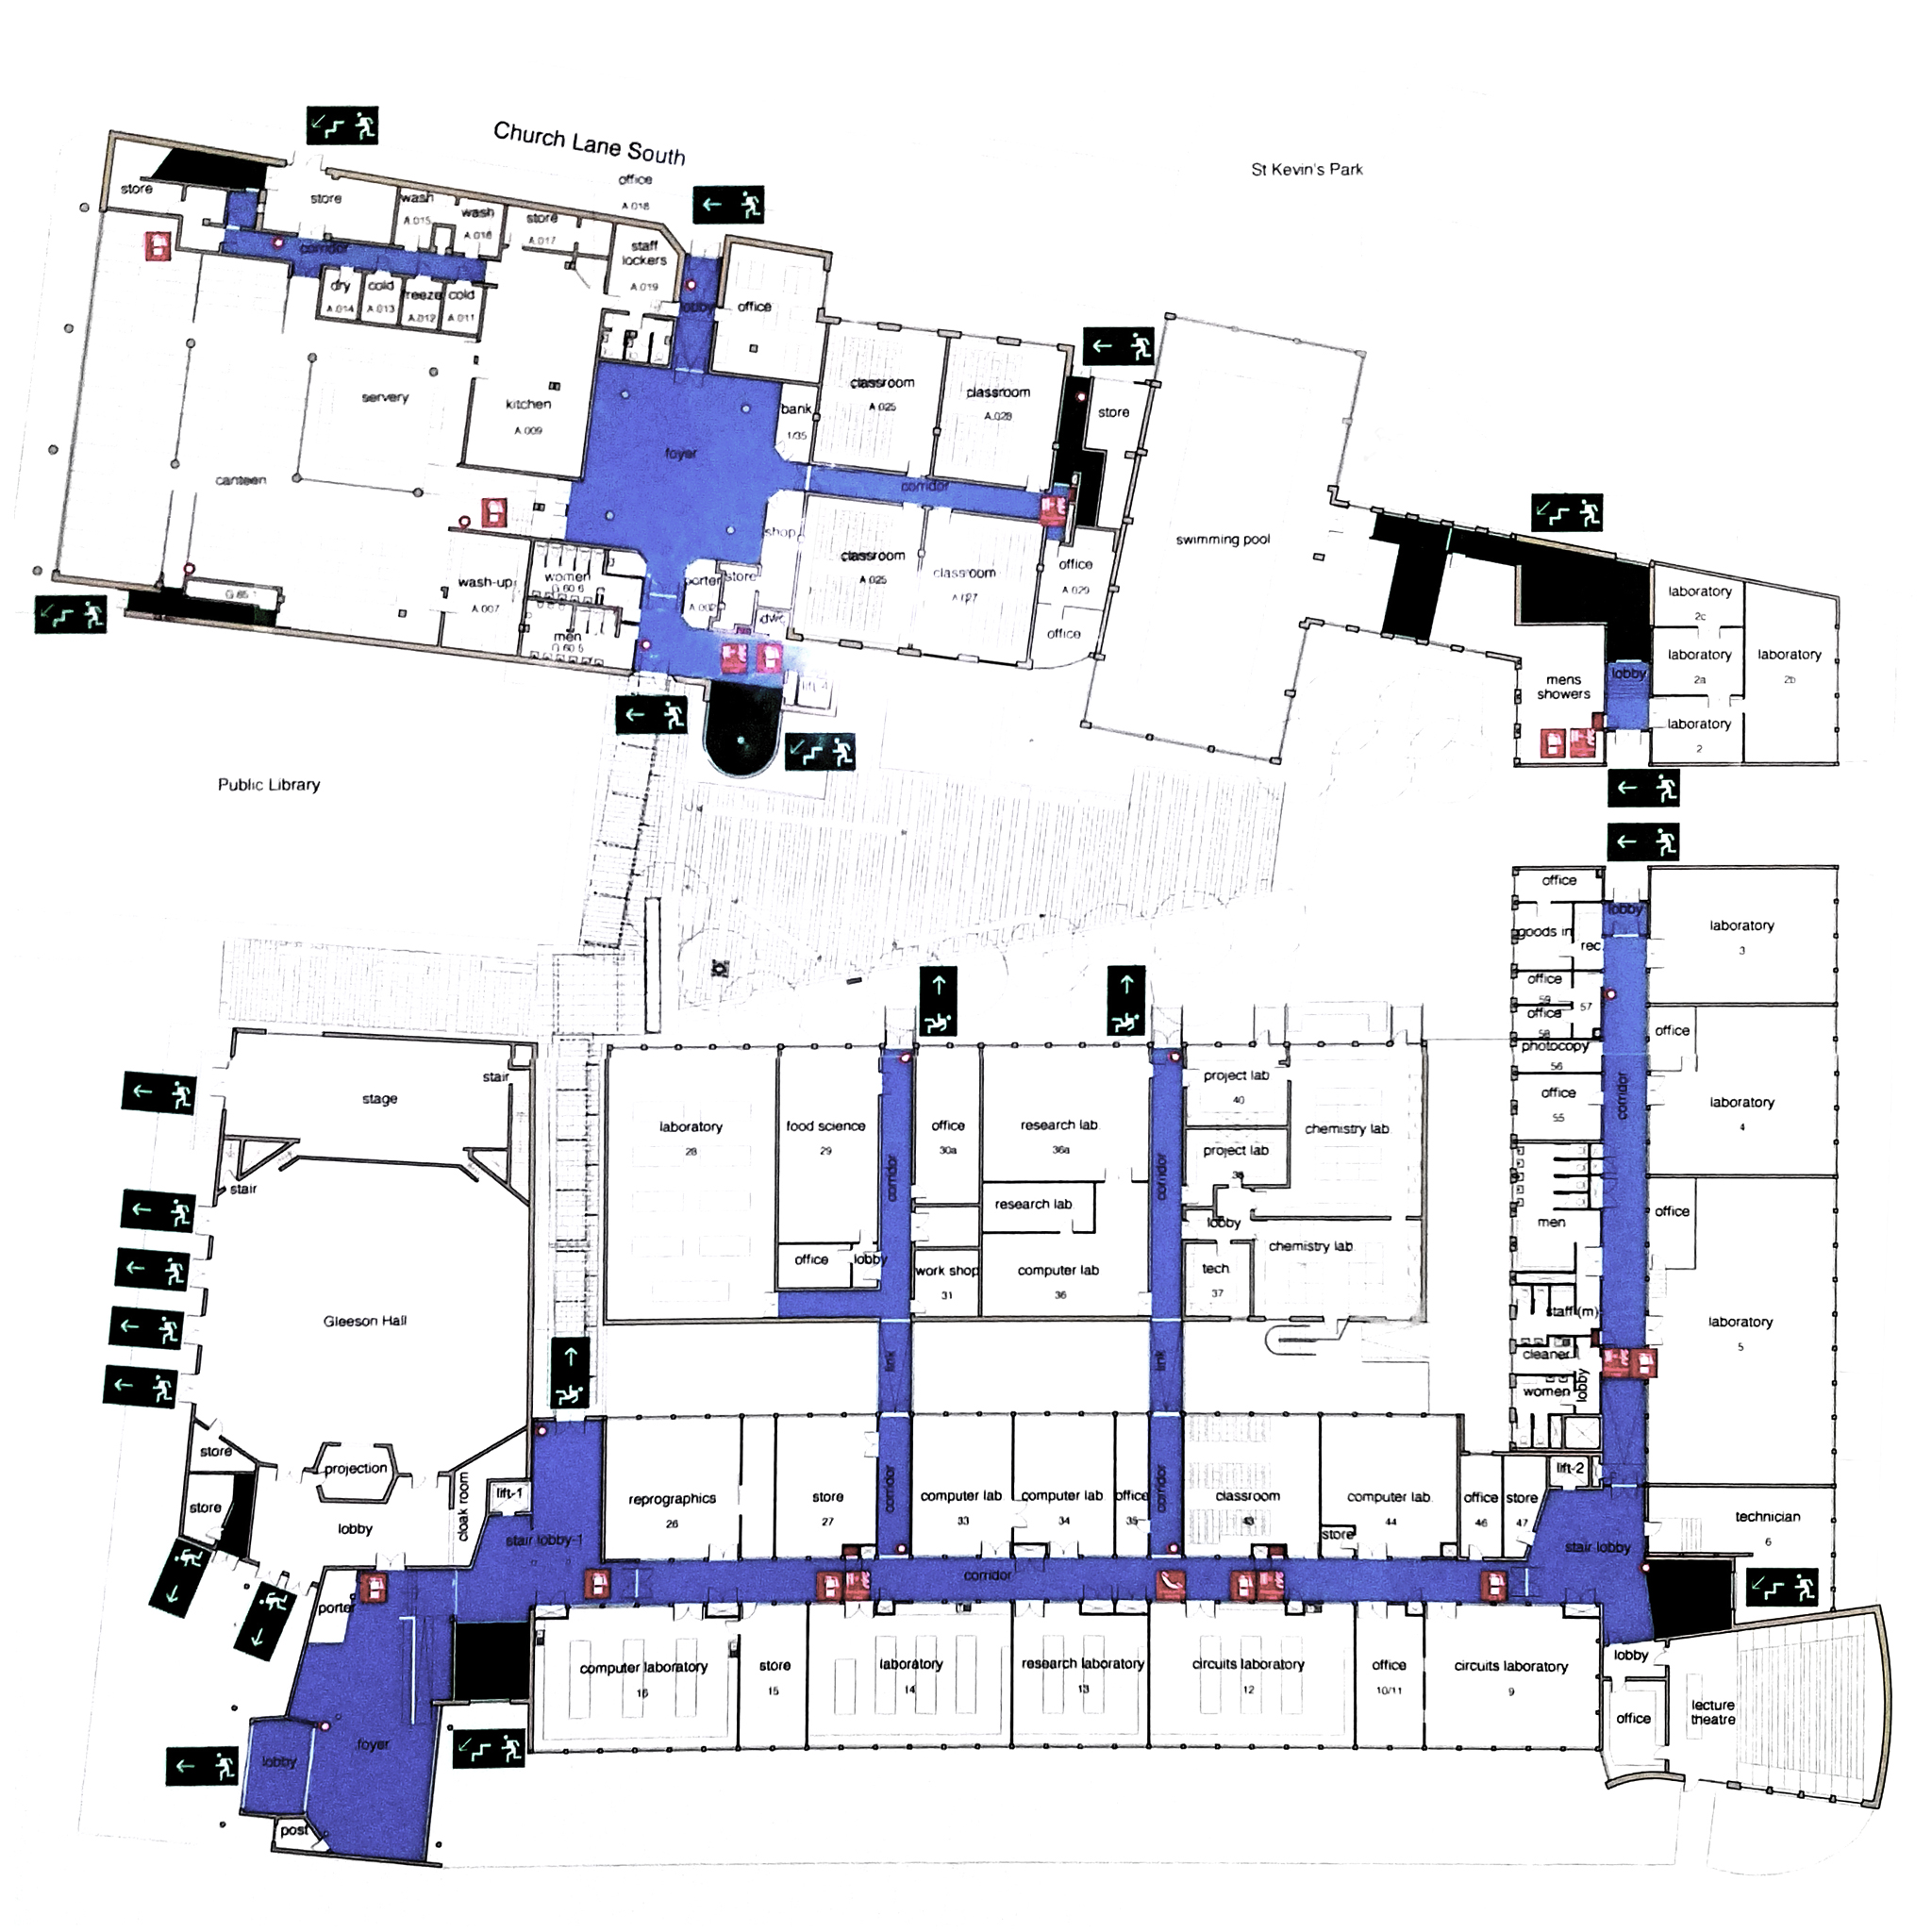 Church Lane South
St Kevin's Park
office
A.018
store
store
wash
A.015
wash
A.016
store
A.017
staff
lockers
A.019
corridor
dry
A.014
cold
A.013
freeze
A.012
cold
A.011
lobby
office
servery
kitchen
A.009
canteen
foyer
bank
1/35
classroom
A.025
classroom
A.028
store
corridor
shop
classroom
A.025
classroom
office
A.029
office
swimming pool
wash-up
A.007
women
G 60 6
men
G 60 5
porter
store
lift-4
mens
showers
lobby
laboratory
2c
laboratory
2a
laboratory
2b
laboratory
2
Public Library
office
lobby
goods in
rec.
laboratory
3
office
59
57
office
58
office
photocopy
56
office
55
corridor
laboratory
4
men
office
staff (m)
cleaner
lobby
women
laboratory
5
stage
stair
stair
Gleeson Hall
store
store
projection
lobby
cloak room
lift-1
laboratory
28
food science
29
corridor
office
30a
research lab
36a
research lab
corridor
project lab
40
project lab
chemistry lab
lobby
chemistry lab
office
lobby
work shop
31
computer lab
36
tech
37
link
link
stair lobby-1
reprographics
26
store
27
corridor
computer lab
33
computer lab
34
office
35
corridor
classroom
43
computer lab
44
store
office
46
store
47
lift-2
stair lobby
technician
6
corridor
porter
computer laboratory
16
store
15
laboratory
14
research laboratory
13
circuits laboratory
12
office
10/11
circuits laboratory
9
lobby
office
lecture
theatre
lobby
foyer
post